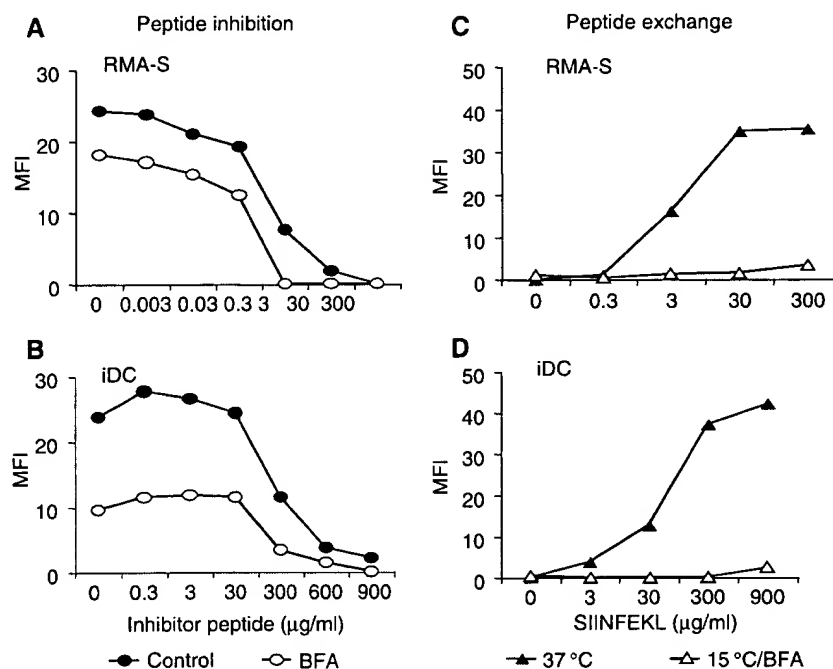 A Peptide inhibition
RMA-S
30
20
10
0
MFI
0 0.003 0.03 0.3 3 30 300
B
iDC
30
20
10
0
MFI
0 0.3 3 30 300 600 900
Inhibitor peptide (µg/ml)
Control BFA
C Peptide exchange
RMA-S
50
40
30
20
10
0
MFI
0 0.3 3 30 300
D
iDC
50
40
30
20
10
0
MFI
0 3 30 300 900
SIINFEKL (µg/ml)
37 °C 15 °C/BFA